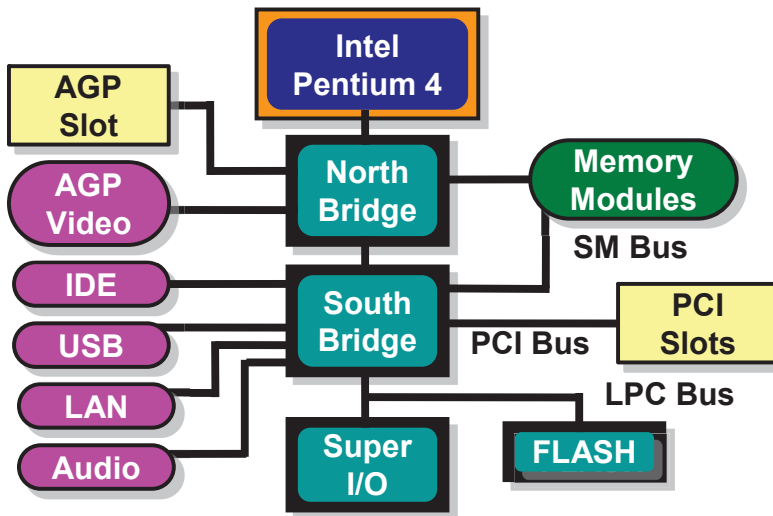 Intel
Pentium 4
AGP
Slot
North
Bridge
Memory
Modules
AGP
Video
SM Bus
IDE
South
Bridge
PCI
Slots
USB
PCI Bus
LAN
LPC Bus
Audio
Super
I/O
FLASH